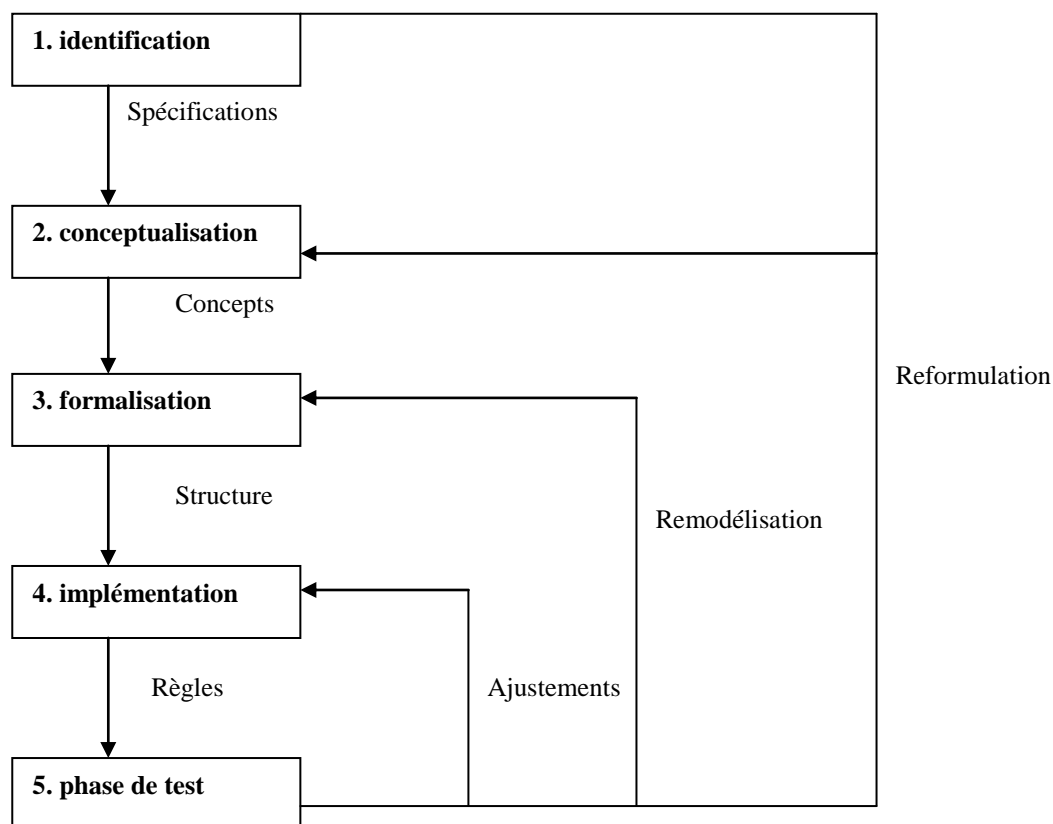 1. identification
Spécifications
2. conceptualisation
Concepts
Reformulation
3. formalisation
Structure
Remodélisation
4. implémentation
Règles
Ajustements
5. phase de test